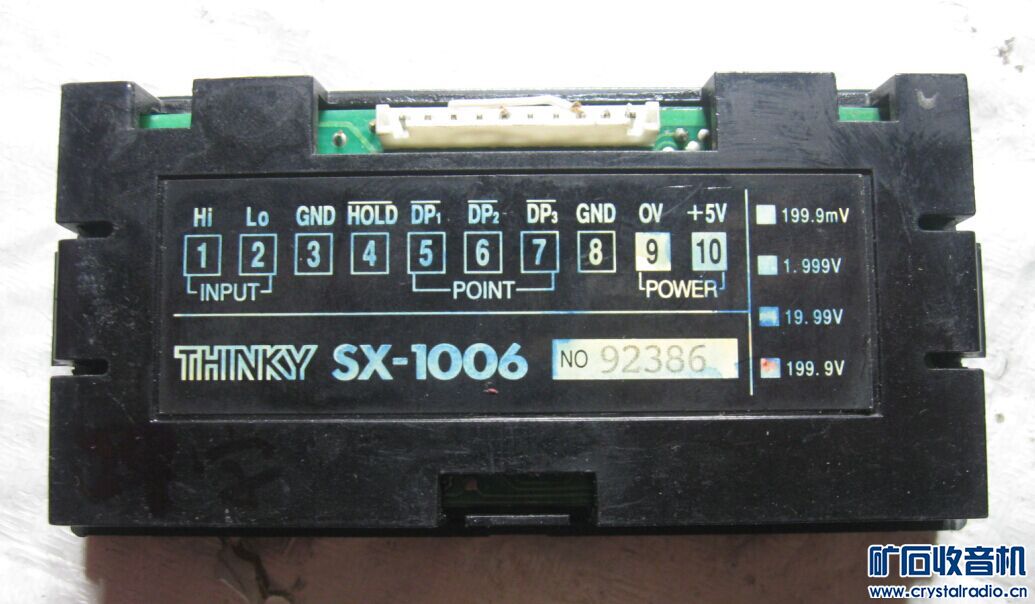 Hi Lo GND HOLD DP1 DP2 DP3 GND 0V +5V
1 2 3 4 5 6 7 8 9 10
INPUT POINT POWER
199.9mV
1.999V
19.99V
199.9V
THINKY SX-1006 NO 92386
矿石收音机
www.crystalradio.cn